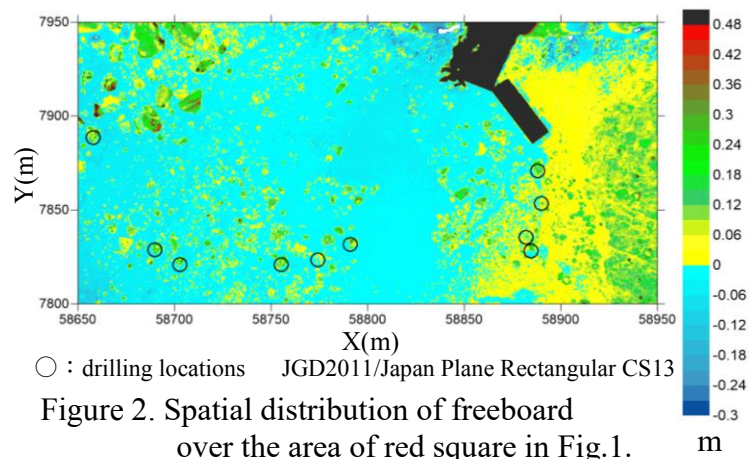 7950
7900
7850
7800
Y(m)
58650 58700 58750 58800 58850 58900 58950
X(m)
0.48
0.42
0.36
0.3
0.24
0.18
0.12
0.06
0
-0.06
-0.12
-0.18
-0.24
-0.3
m
○ : drilling locations JGD2011/Japan Plane Rectangular CS13
Figure 2. Spatial distribution of freeboard
over the area of red square in Fig.1.